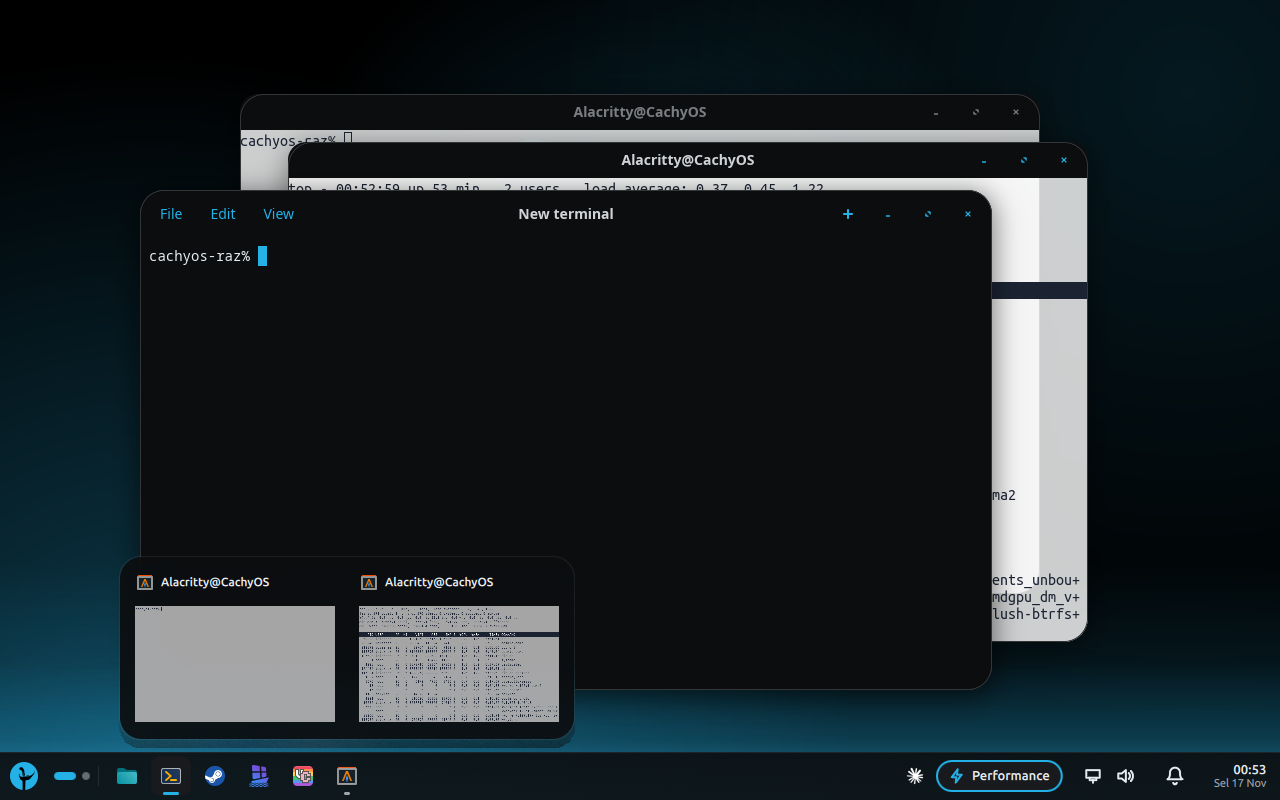 Alacritty@CachyOS
cachyos-raz%
Alacritty@CachyOS
top - 00:52:59 up 53 min, 2 users, load average: 0.37, 0.45, 1.22
File Edit View New terminal
cachyos-raz%
ma2
ents_unbou+
mdgpu_dm_v+
lush-btrfs+
Alacritty@CachyOS Alacritty@CachyOS
Performance
00:53
Sel 17 Nov